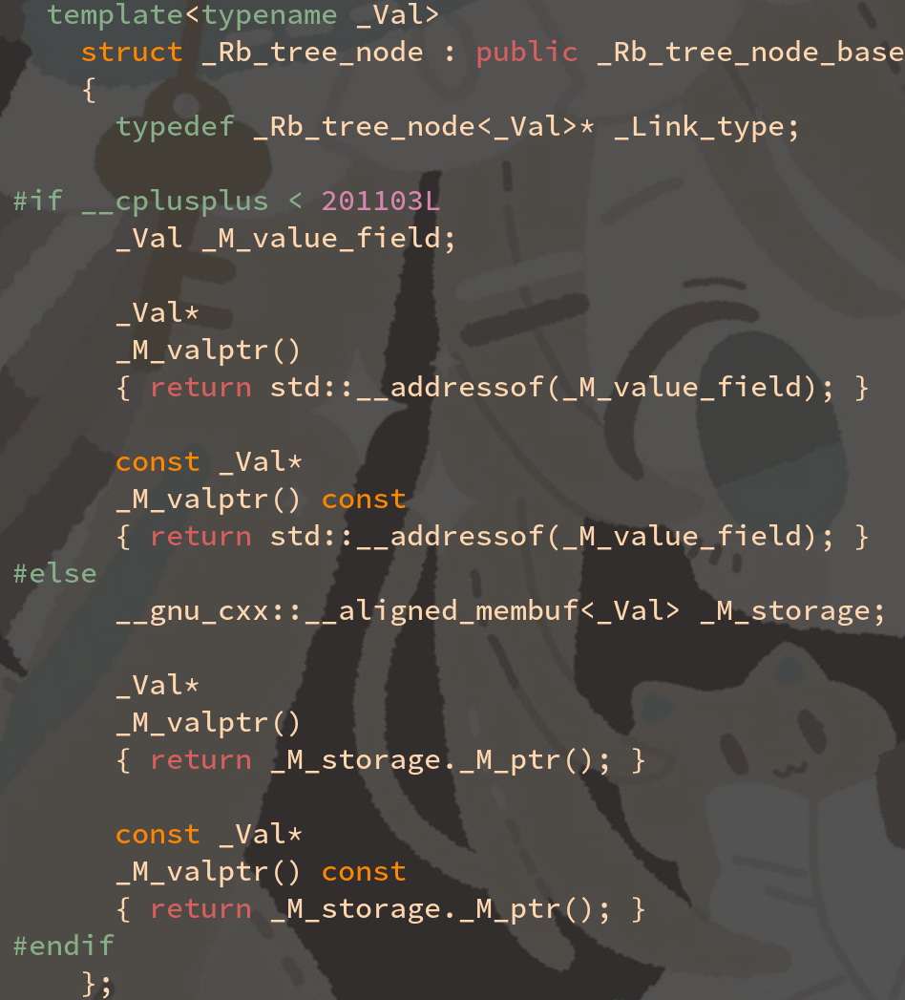 template<typename _Val>
struct _Rb_tree_node : public _Rb_tree_node_base
{
typedef _Rb_tree_node<_Val>* _Link_type;
#if __cplusplus < 201103L
_Val _M_value_field;
_Val*
_M_valptr()
{ return std::__addressof(_M_value_field); }
const _Val*
_M_valptr() const
{ return std::__addressof(_M_value_field); }
#else
__gnu_cxx::__aligned_membuf<_Val> _M_storage;
_Val*
_M_valptr()
{ return _M_storage._M_ptr(); }
const _Val*
_M_valptr() const
{ return _M_storage._M_ptr(); }
#endif
};